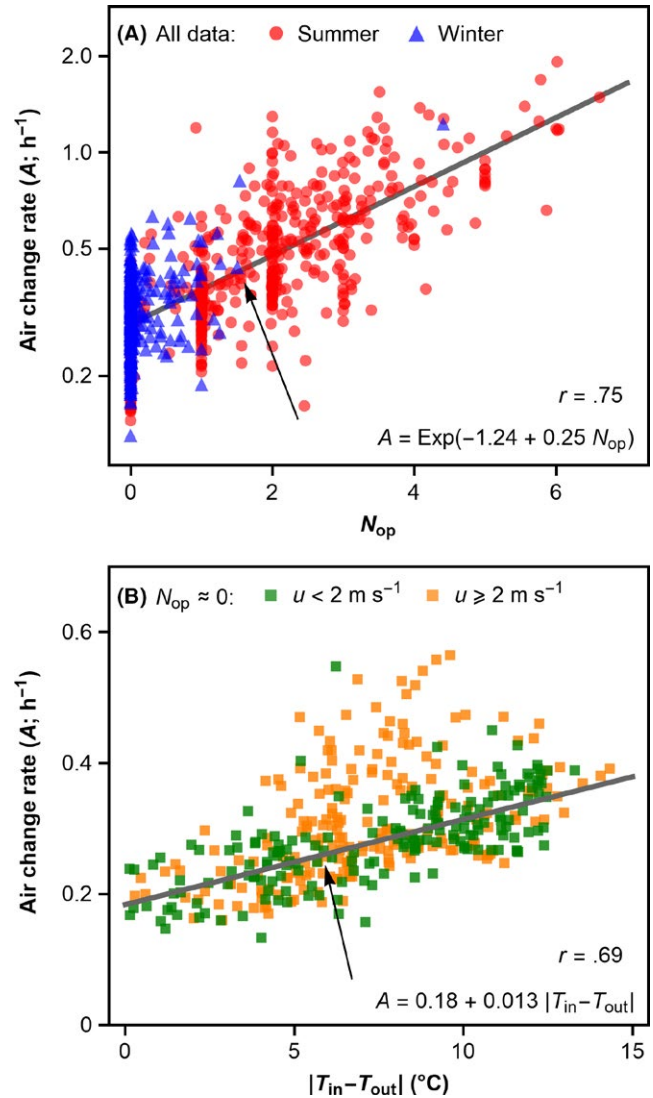 (A) All data: Summer Winter
2.0
1.0
0.5
0.2
Air change rate (A; h⁻¹)
r = .75
A = Exp(−1.24 + 0.25 Nop)
0 2 4 6
Nop
(B) Nop ≈ 0: u < 2 m s⁻¹ u ⩾ 2 m s⁻¹
0.6
0.4
0.2
0
Air change rate (A; h⁻¹)
r = .69
A = 0.18 + 0.013 |Tin−Tout|
0 5 10 15
|Tin−Tout| (°C)